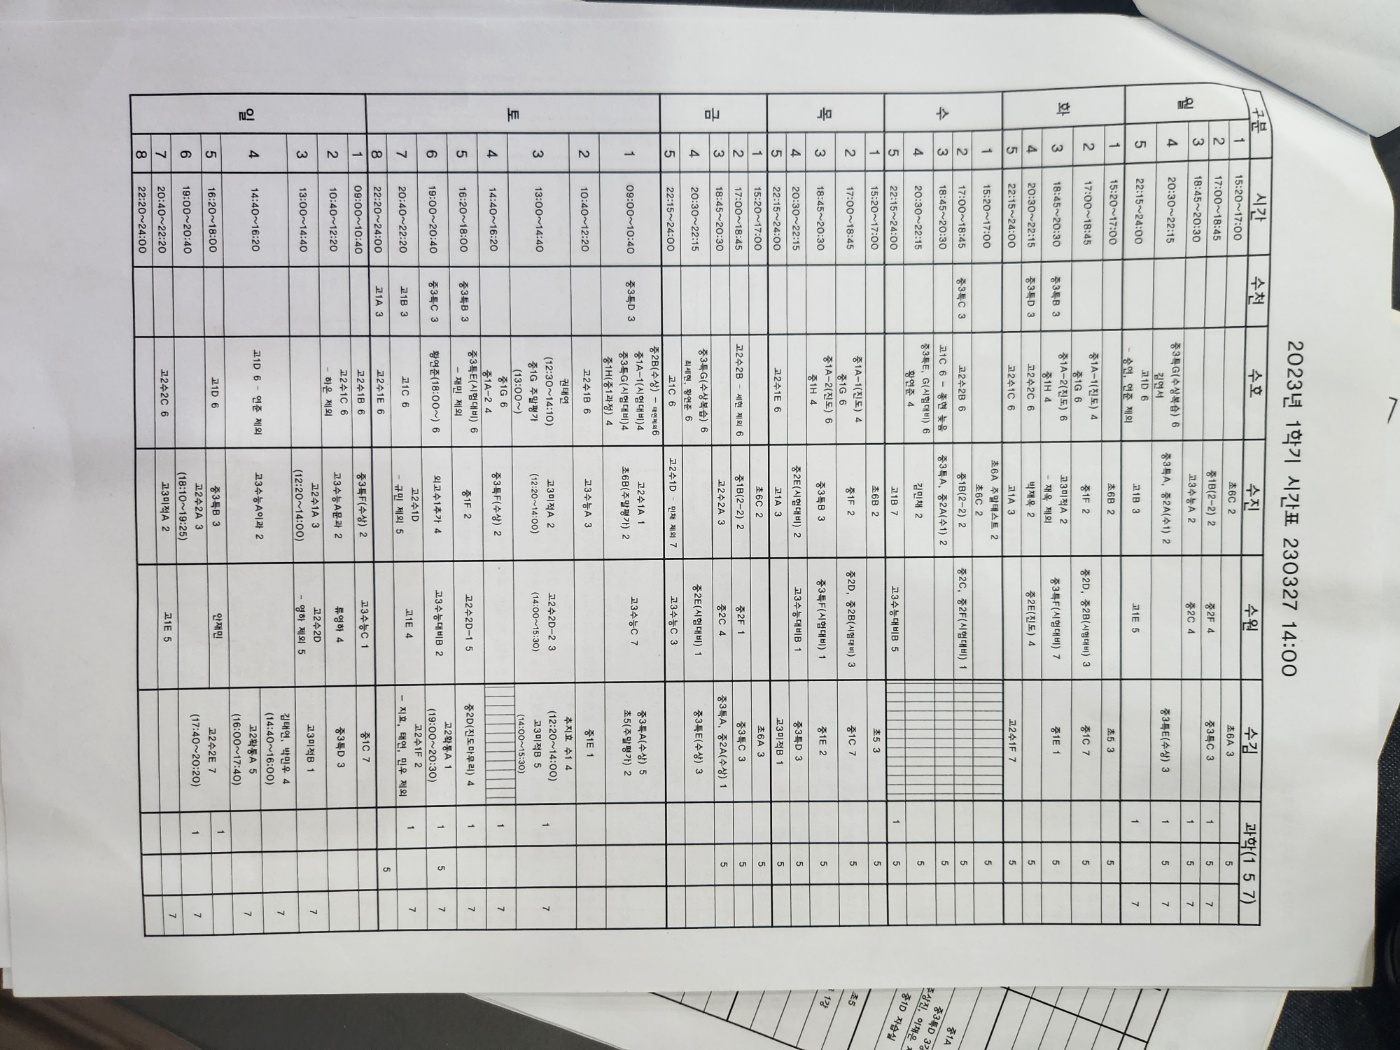 2023년 1학기 시간표 230327 14:00
구분 시간 수천 수호 수지 수원 수김 과학(1 5 7)
월
1 15:20~17:00 초6C 2 초6A 3 5
2 17:00~18:45 중1B(2-2) 2 중2F 4 중3특C 3 1 5 7
3 18:45~20:30 고3수능A 2 중2C 4 1 5 7
4 20:30~22:15 중3특G(수상복습) 6 중3특A, 중2A(수1) 2 중3특E(수상) 3 1 5 7
김연서
5 22:15~24:00 고1D 6 고1B 3 고1E 5 1 7
- 승연, 연준 제외
화
1 15:20~17:00 초6B 2 초5 3 5
2 17:00~18:45 중1A-1(진도) 4 중1F 2 중2D, 중2B(시험대비) 3 중1C 7 5
중1G 6
3 18:45~20:30 중3특B 3 중1A-2(진도) 6 고3미적A 2 중3특F(시험대비) 7 중1E 1 5
중1H 4 - 재욱 제외
4 20:30~22:15 중3특D 3 고2수2C 6 박재욱 2 중2E(진도) 4 5
5 22:15~24:00 고2수1C 6 고1A 3 고2수1F 7 5
수
1 15:20~17:00 초6A 주말테스트 2 5
초6C 2
2 17:00~18:45 중3특C 3 고2수2B 6 중1B(2-2) 2 중2C, 중2F(시험대비) 1 5
3 18:45~20:30 고1C 6 - 종현 늦음 중3특A, 중2A(수1) 2 5
4 20:30~22:15 중3특E, G(시험대비) 6 김민재 2 5
황연준 4
5 22:15~24:00 고1B 7 고3수능대비B 5 1 5
목
1 15:20~17:00 초6B 2 초5 3 5
2 17:00~18:45 중1A-1(진도) 4 중1F 2 중2D, 중2B(시험대비) 3 중1C 7 5
중1G 6
3 18:45~20:30 중1A-2(진도) 6 중3특B 3 중3특F(시험대비) 1 중1E 2 5
중1H 4
4 20:30~22:15 중2E(시험대비) 2 고3수능대비B 1 중3특D 3 5
5 22:15~24:00 고2수1E 6 고1A 3 고3미적B 1 5
금
1 15:20~17:00 초6C 2 초6A 3 5
2 17:00~18:45 고2수2B - 세현 제외 6 중1B(2-2) 2 중2F 1 중3특C 3 5
3 18:45~20:30 고2수2A 3 중2C 4 중3특A, 중2A(수상) 1 5
4 20:30~22:15 중3특G(수상복습) 6 중2E(시험대비) 1 중3특E(수상) 3
최세현, 황연준 6
5 22:15~24:00 고1C 6 고2수1D - 민재 제외 7 고3수능C 3
토
1 09:00~10:40 중3특D 3 중2B(수상) 6 고2수1A 1 고3수능C 7 중3특A(수상) 5
중1A-1(시험대비)4 초6B(주말평가) 2 초5(주말평가) 2
중3특G(시험대비)4
중1H(중1과정) 4
2 10:40~12:20 고2수1B 6 고3수능A 3 중1E 1
3 13:00~14:40 권태연 고3미적A 2 고2수2D-2 3 추지호 수1 4 1 7
(12:30~14:10) (12:20~14:00) (14:00~15:30) (12:20~14:00)
중1G 주말평가 고3미적B 5
(13:00~) (14:00~15:30)
4 14:40~16:20 중1G 6 중3특F(수상) 2 1 7
중1A-2 4
5 16:20~18:00 중3특B 3 중3특E(시험대비) 6 중1F 2 고2수2D-1 5 중2D(진도마무리) 4 1 7
- 재민 제외
6 19:00~20:40 중3특C 3 황연준(18:00~) 6 외고수1추가 4 고3수능대비B 2 고2확통A 1 1 5
(19:00~20:30)
7 20:40~22:20 고1B 3 고1C 6 고2수1D 고1E 4 고2수1F 2 1 7
- 규민 제외 5 - 지호, 태연, 민우 제외
8 22:20~24:00 고1A 3 고2수1E 6 5
일
1 09:00~10:40 고2수1B 6 중3특F(수상) 2 고3수능C 1 중1C 7
2 10:40~12:20 고2수1C 6 고3수능A문과 2 류영하 4 중3특D 3
- 하은 제외
3 13:00~14:40 고2수1A 3 고2수2D 고3미적B 1 7
(12:20~14:00) - 영하 제외 5
4 14:40~16:20 고1D 6 - 연준 제외 고3수능A이과 2 김태연, 박민우 4 7
(14:40~16:00)
고2확통A 5 7
(16:00~17:40)
5 16:20~18:00 고1D 6 중3특B 3 안재민 고2수2E 7 1
6 19:00~20:40 고2수2A 3 (17:40~20:20) 1 7
(18:10~19:25)
7 20:40~22:20 고2수2C 6 고3미적A 2 고1E 5 7
8 22:20~24:00
중1A
중3특D 3강
중1D 자습실
초5
1강